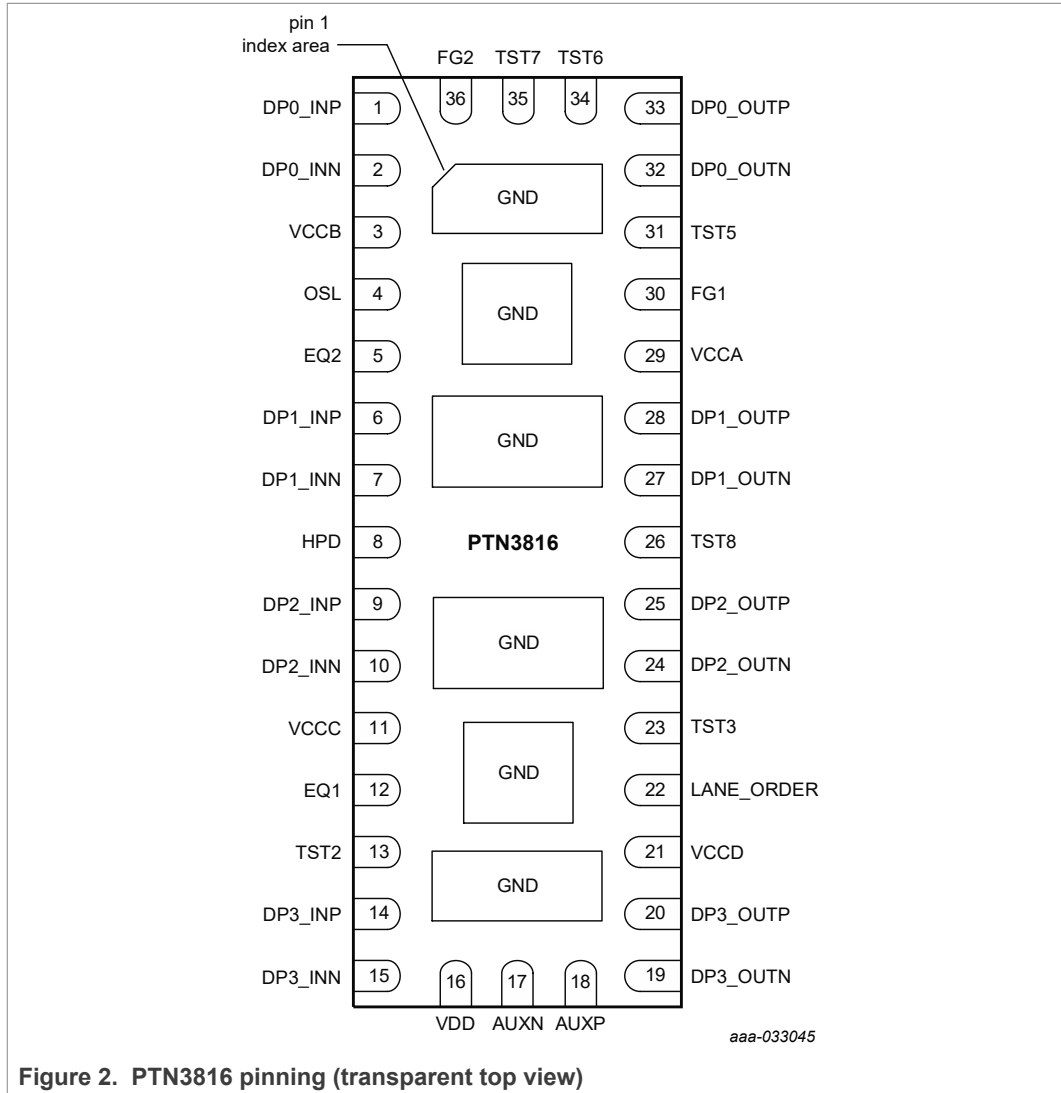 pin 1
index area
FG2 TST7 TST6
36 35 34
DP0_INP 1 33 DP0_OUTP
DP0_INN 2 32 DP0_OUTN
GND
VCCB 3 31 TST5
OSL 4 30 FG1
GND
EQ2 5 29 VCCA
DP1_INP 6 28 DP1_OUTP
GND
DP1_INN 7 27 DP1_OUTN
HPD 8 PTN3816 26 TST8
DP2_INP 9 25 DP2_OUTP
GND
DP2_INN 10 24 DP2_OUTN
VCCC 11 23 TST3
GND
EQ1 12 22 LANE_ORDER
TST2 13 21 VCCD
GND
DP3_INP 14 20 DP3_OUTP
DP3_INN 15 19 DP3_OUTN
16 17 18
VDD AUXN AUXP
aaa-033045
Figure 2. PTN3816 pinning (transparent top view)